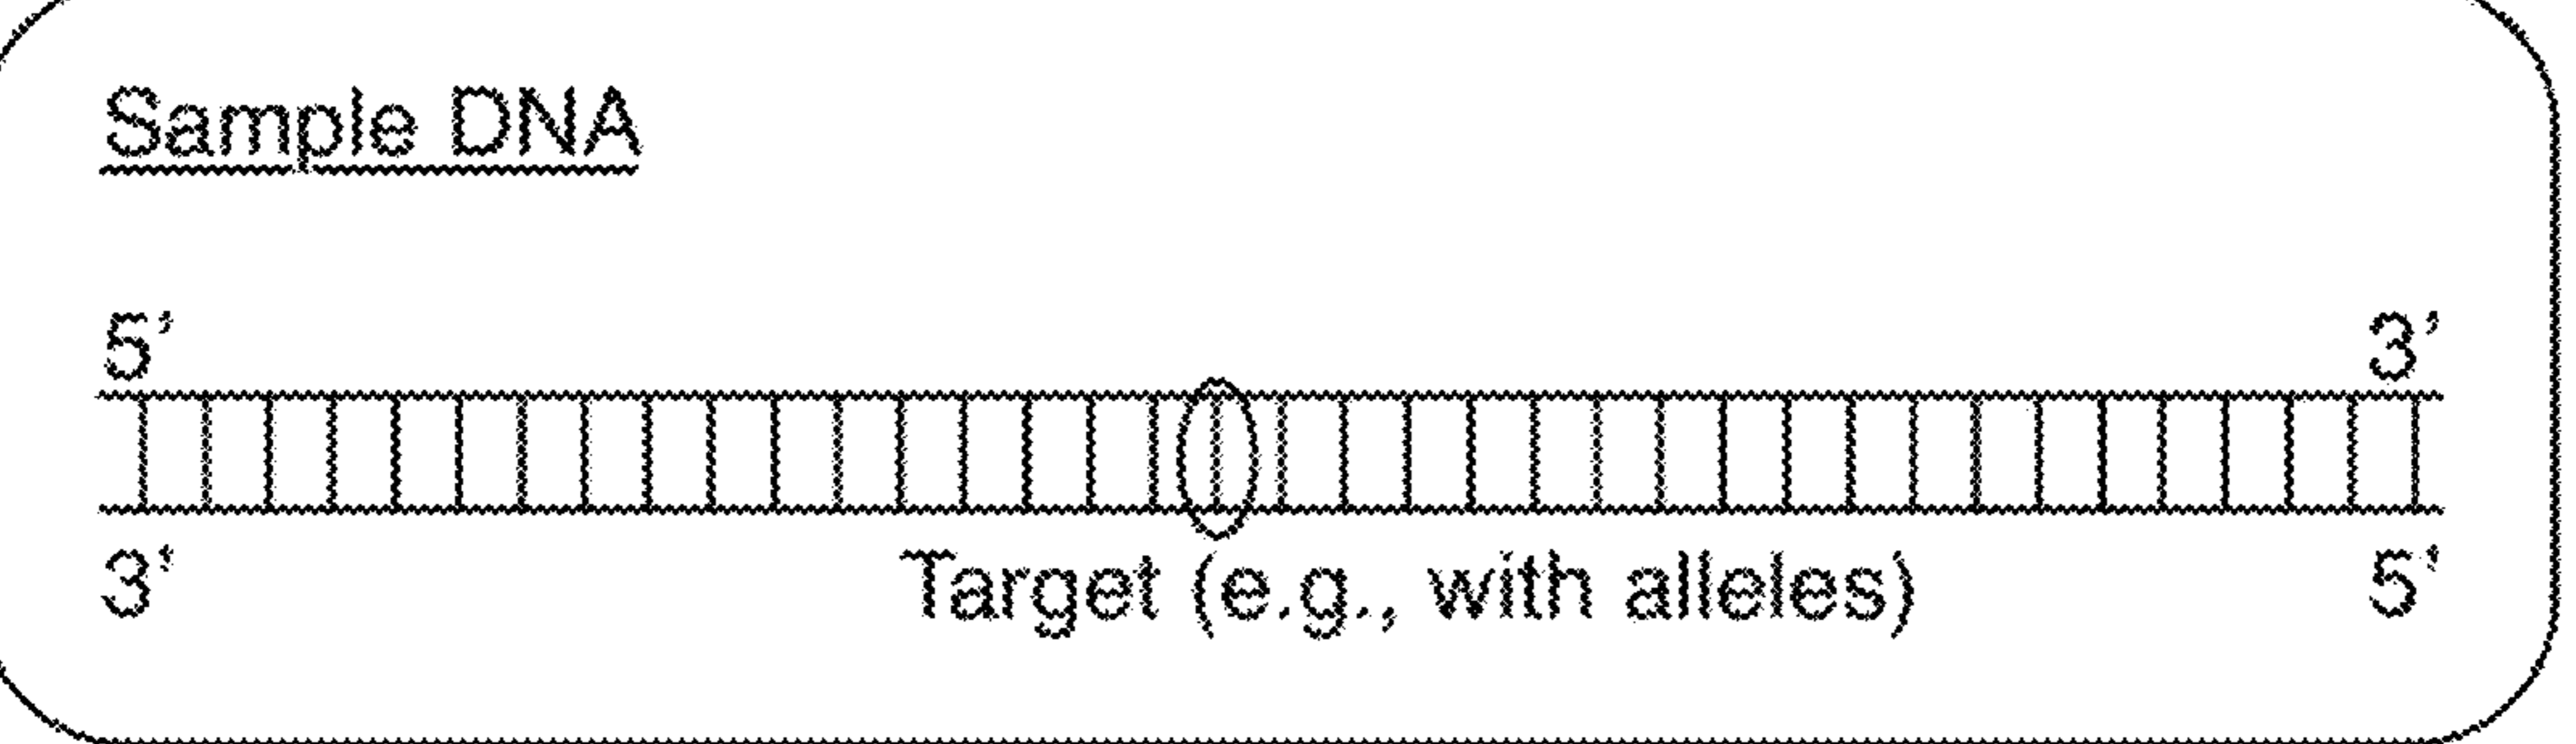 Sample DNA
5' 3'
3' Target (e.g., with alleles) 5'